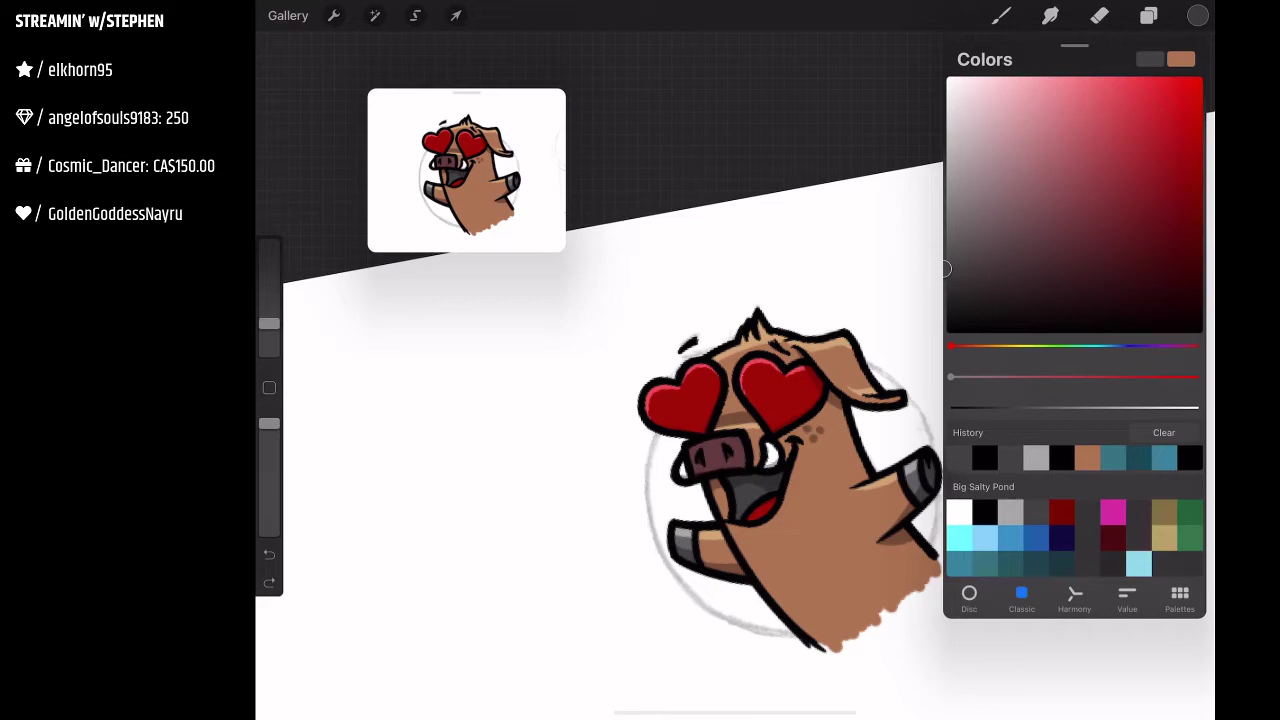 STREAMIN' w/STEPHEN
/ elkhorn95
/ angelofsouls9183: 250
/ Cosmic_Dancer: CA$150.00
/ GoldenGoddessNayru
Gallery
Colors
History
Clear
Big Salty Pond
Disc
Classic
Harmony
Value
Palettes